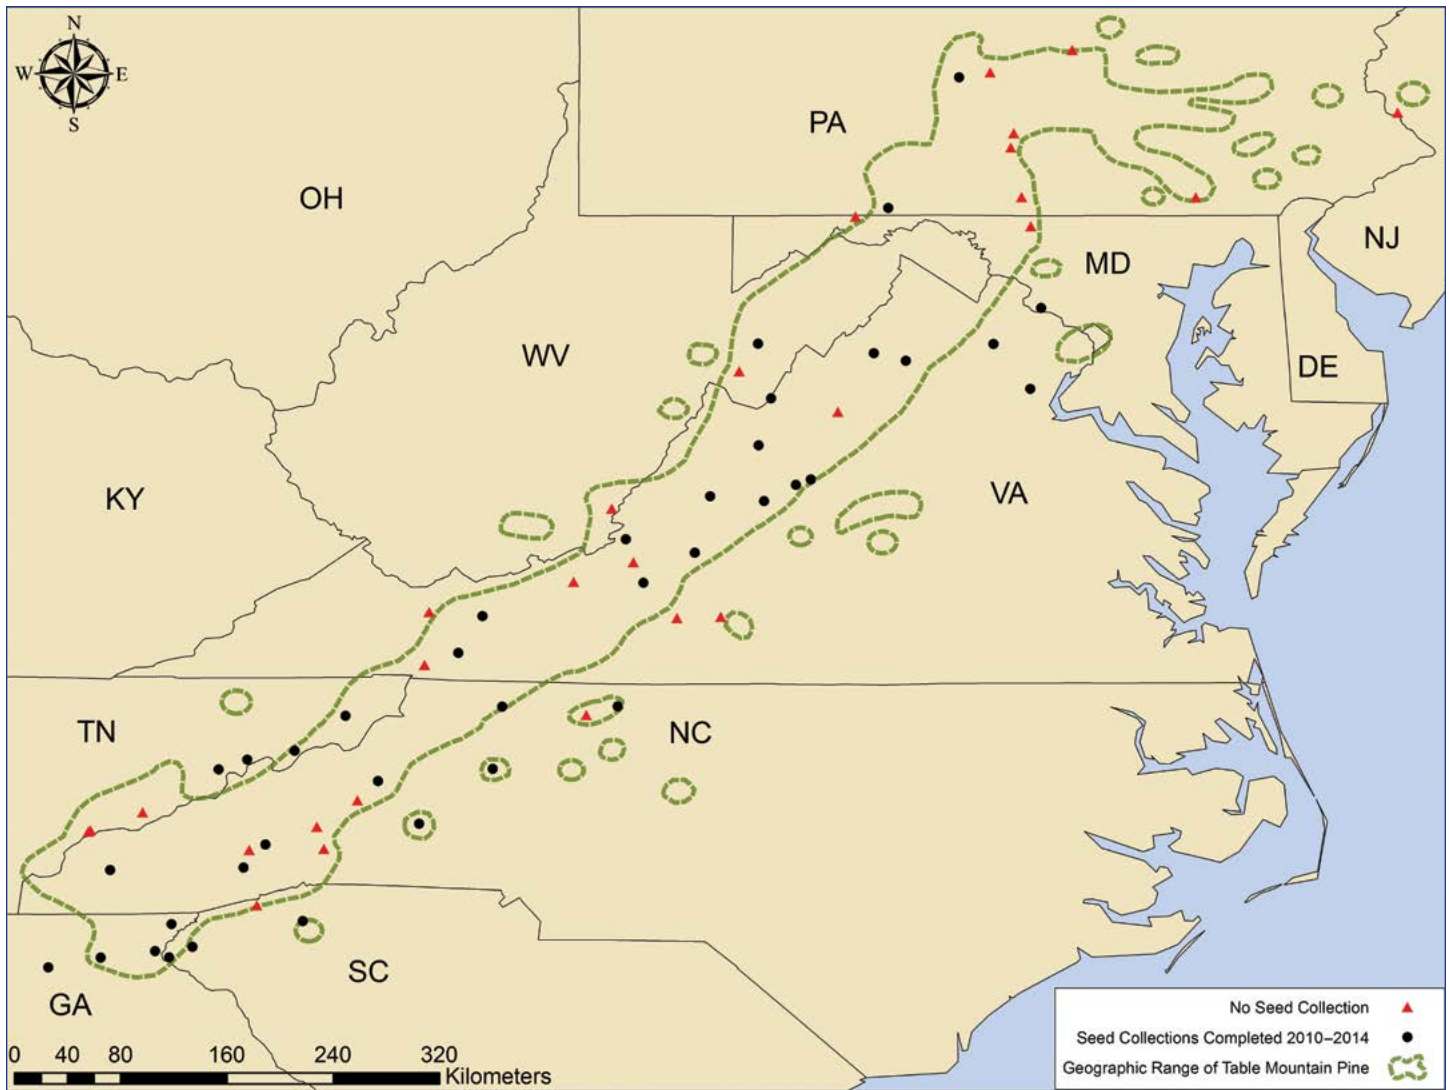 N
W E
S
PA
OH
NJ
MD
WV
DE
KY
VA
TN
NC
SC
GA
No Seed Collection
Seed Collections Completed 2010–2014
Geographic Range of Table Mountain Pine
0 40 80 160 240 320
Kilometers